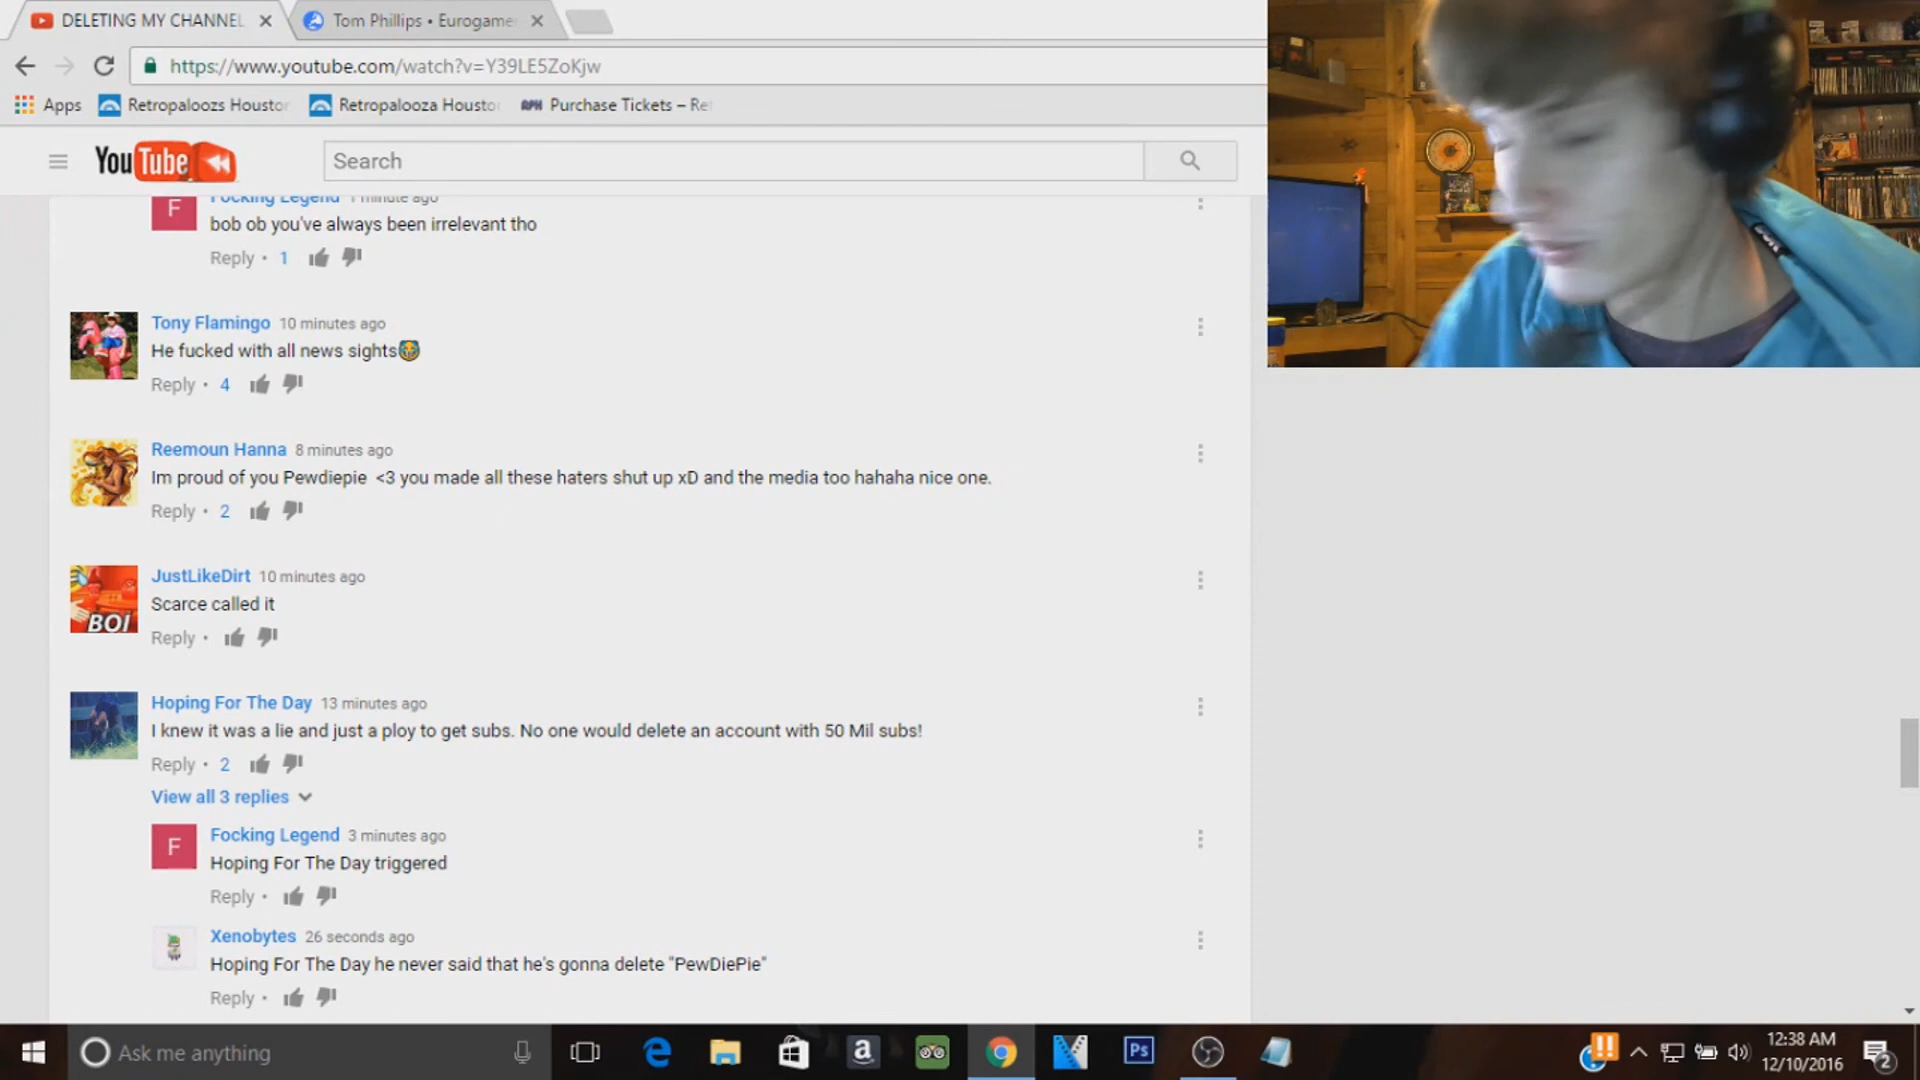 DELETING MY CHANNEL
Tom Phillips • Eurogame
https://www.youtube.com/watch?v=Y39LE5ZoKjw
Apps
Retropaloozs Housto
Retropalooza Housto
RPH
Purchase Tickets – Re
YouTube
Search
Focking Legend 1 minute ago
F
bob ob you've always been irrelevant tho
Reply • 1
Tony Flamingo 10 minutes ago
He fucked with all news sights😂
Reply • 4
Reemoun Hanna 8 minutes ago
Im proud of you Pewdiepie <3 you made all these haters shut up xD and the media too hahaha nice one.
Reply • 2
JustLikeDirt 10 minutes ago
Scarce called it
BOI
Reply •
Hoping For The Day 13 minutes ago
I knew it was a lie and just a ploy to get subs. No one would delete an account with 50 Mil subs!
Reply • 2
View all 3 replies
F
Focking Legend 3 minutes ago
Hoping For The Day triggered
Reply •
Xenobytes 26 seconds ago
Hoping For The Day he never said that he's gonna delete "PewDiePie"
Reply •
Ask me anything
a
Ps
!!
12:38 AM
12/10/2016
2